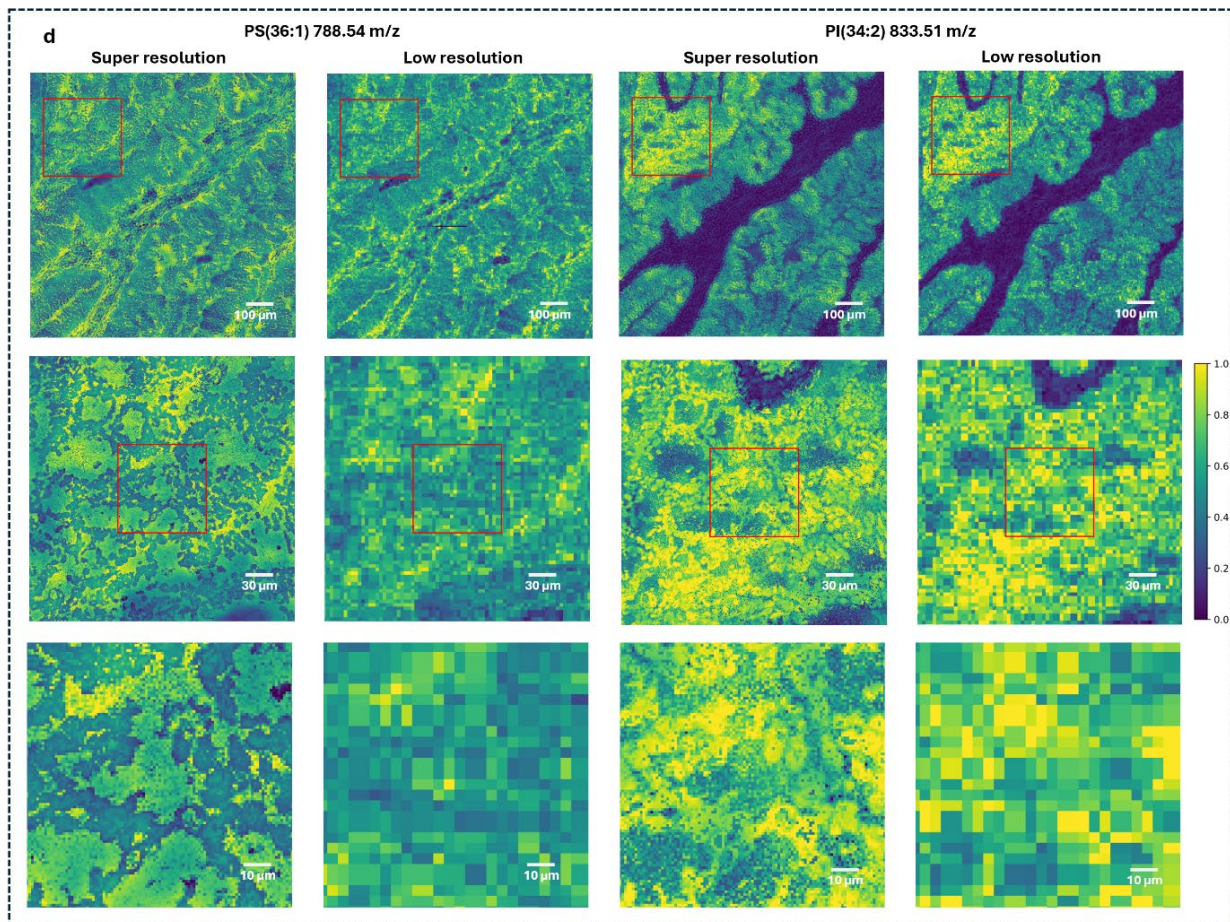 d
PS(36:1) 788.54 m/z
PI(34:2) 833.51 m/z
Super resolution
Low resolution
Super resolution
Low resolution
100 µm
100 µm
100 µm
100 µm
30 µm
30 µm
30 µm
30 µm
1.0
0.8
0.6
0.4
0.2
0.0
10 µm
10 µm
10 µm
10 µm